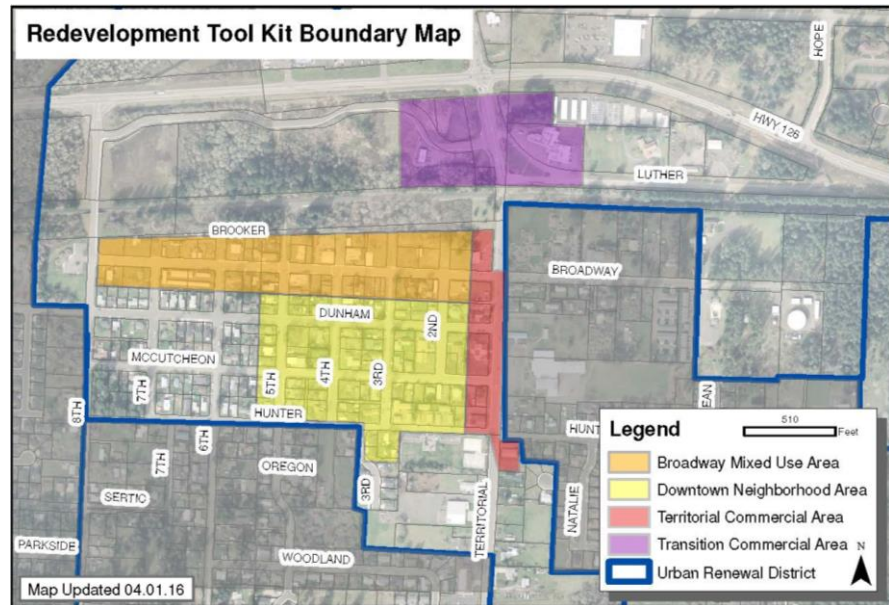 Redevelopment Tool Kit Boundary Map
HOPE
HWY 126
LUTHER
BROOKER
BROADWAY
DUNHAM
2ND
MCCUTCHEON
7TH
5TH
4TH
3RD
8TH
HUNTER
6TH
7TH
OREGON
3RD
SERTIC
TERRITORIAL
NATALIE
PARKSIDE
WOODLAND
Legend
510
Feet
Broadway Mixed Use Area
Downtown Neighborhood Area
Territorial Commercial Area
Transition Commercial Area
N
Urban Renewal District
Map Updated 04.01.16